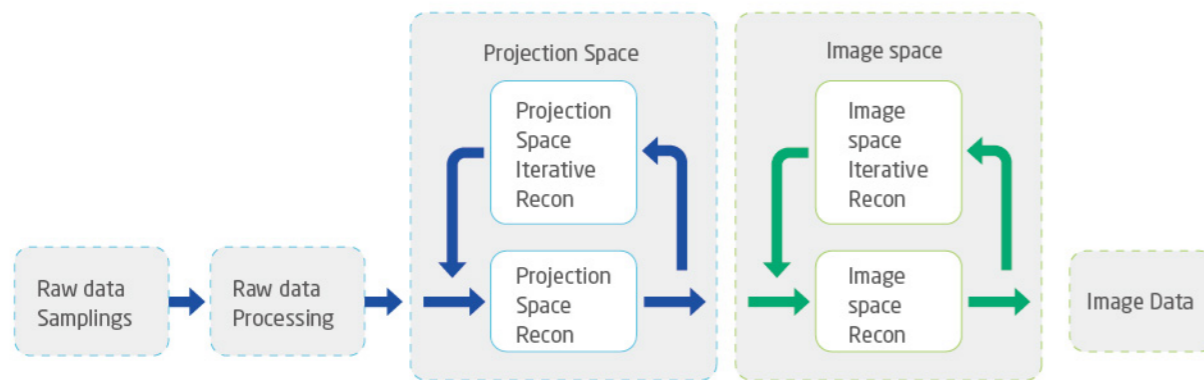 Raw data
Samplings
Raw data
Processing
Projection Space
Projection
Space
Iterative
Recon
Projection
Space
Recon
Image space
Image
space
Iterative
Recon
Image
space
Recon
Image Data